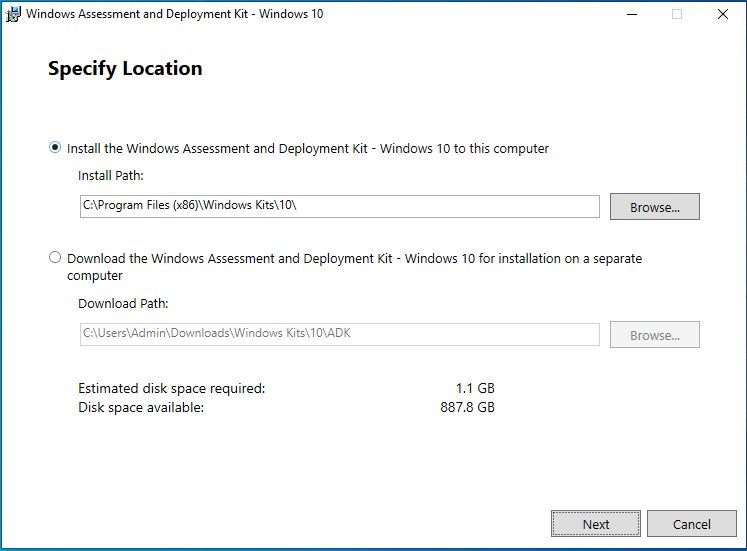 Windows Assessment and Deployment Kit - Windows 10
Specify Location
Install the Windows Assessment and Deployment Kit - Windows 10 to this computer
Install Path:
C:\Program Files (x86)\Windows Kits\10\
Browse...
Download the Windows Assessment and Deployment Kit - Windows 10 for installation on a separate
computer
Download Path:
C:\Users\Admin\Downloads\Windows Kits\10\ADK
Browse...
Estimated disk space required: 1.1 GB
Disk space available: 887.8 GB
Next
Cancel